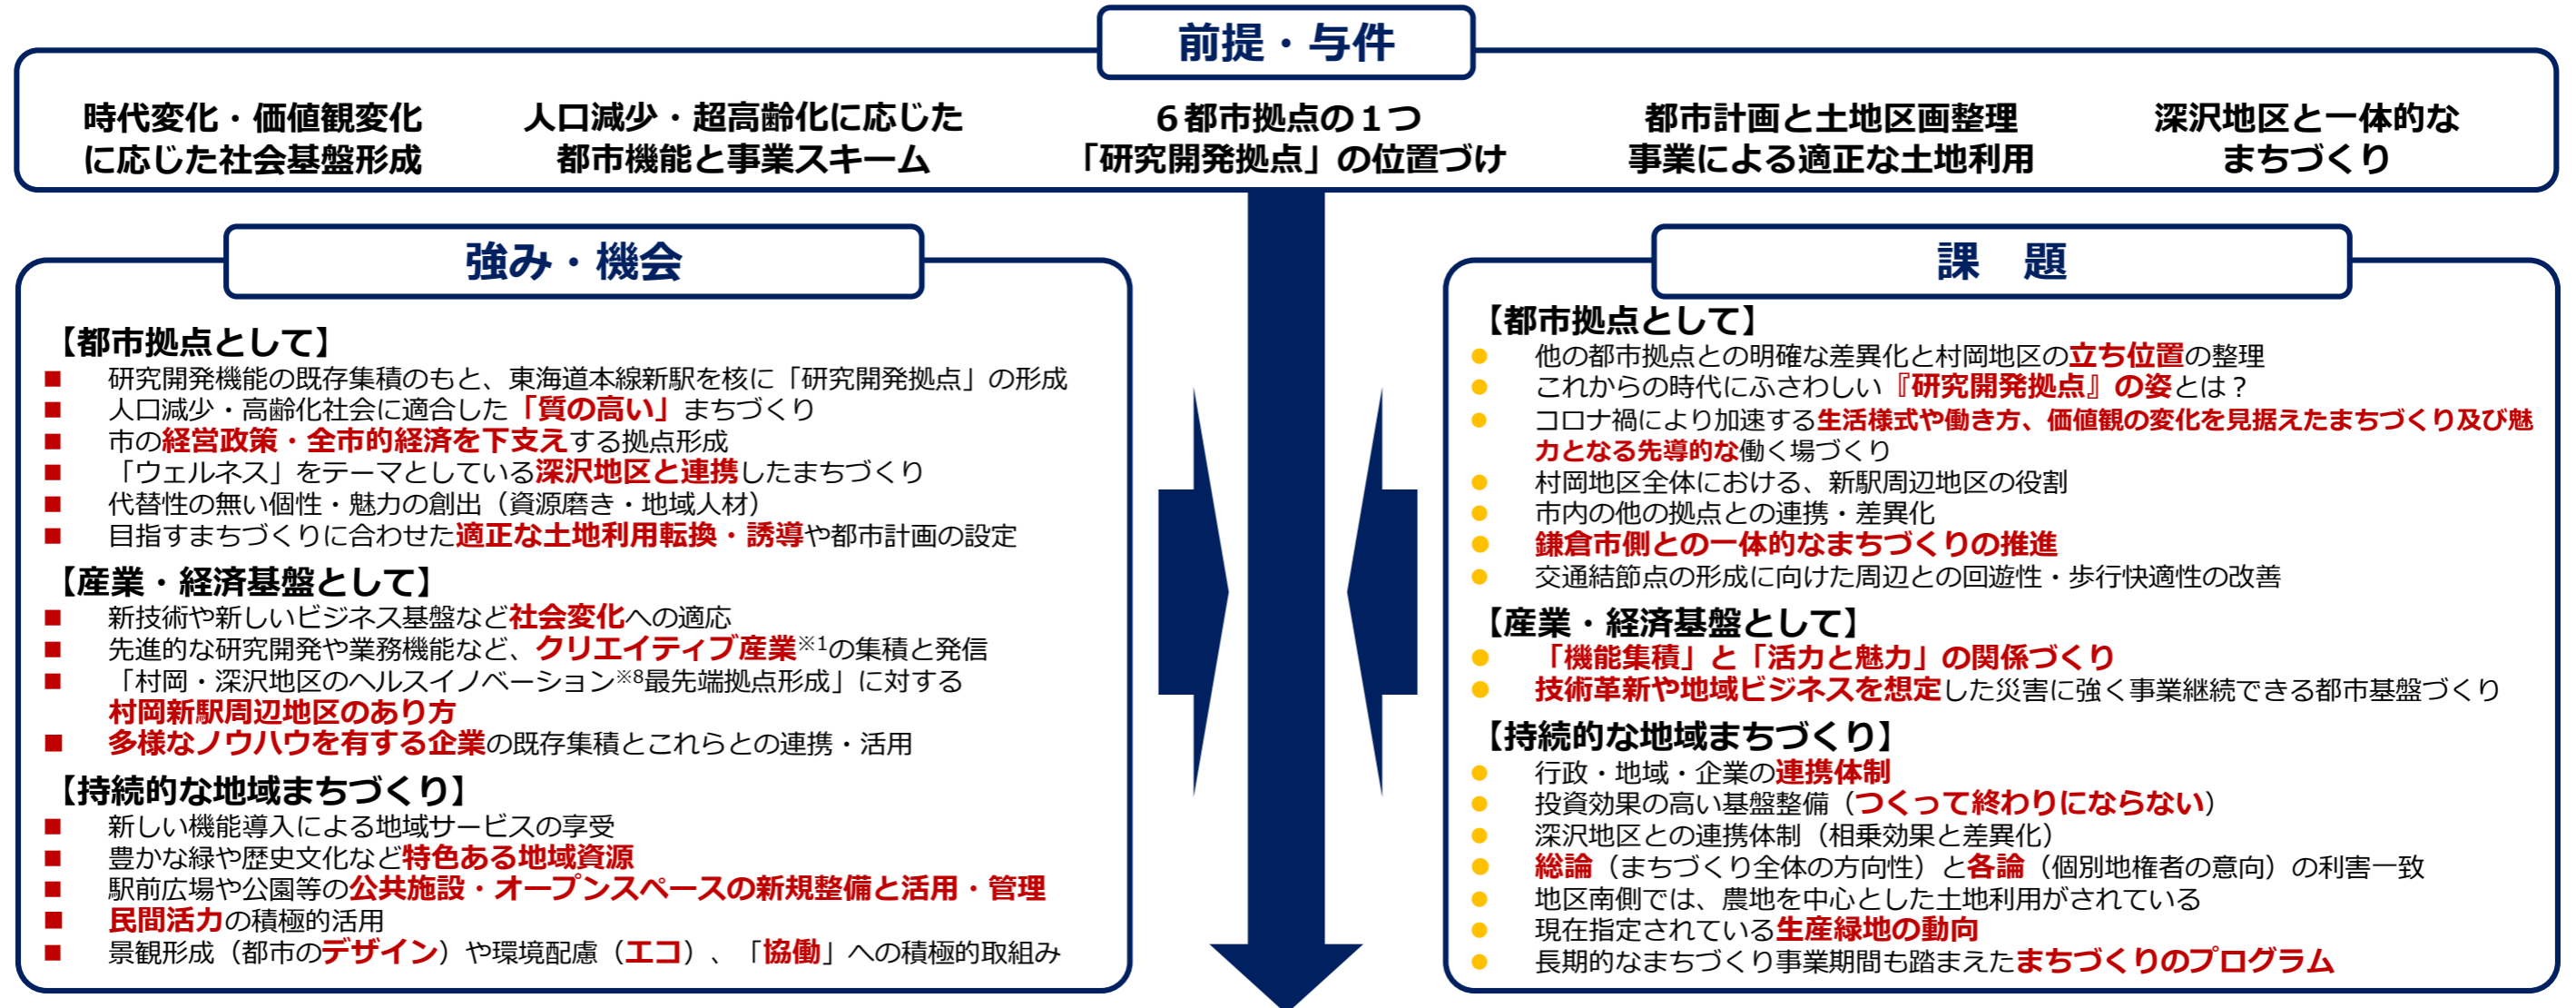 前提・与件
時代変化・価値観変化
に応じた社会基盤形成
人口減少・超高齢化に応じた
都市機能と事業スキーム
６都市拠点の１つ
「研究開発拠点」の位置づけ
都市計画と土地区画整理
事業による適正な土地利用
深沢地区と一体的な
まちづくり
強み・機会
【都市拠点として】
■ 研究開発機能の既存集積のもと、東海道本線新駅を核に「研究開発拠点」の形成
■ 人口減少・高齢化社会に適合した「質の高い」まちづくり
■ 市の経営政策・全市的経済を下支えする拠点形成
■ 「ウェルネス」をテーマとしている深沢地区と連携したまちづくり
■ 代替性の無い個性・魅力の創出（資源磨き・地域人材）
■ 目指すまちづくりに合わせた適正な土地利用転換・誘導や都市計画の設定
【産業・経済基盤として】
■ 新技術や新しいビジネス基盤など社会変化への適応
■ 先進的な研究開発や業務機能など、クリエイティブ産業※1の集積と発信
■ 「村岡・深沢地区のヘルスイノベーション※8最先端拠点形成」に対する
村岡新駅周辺地区のあり方
■ 多様なノウハウを有する企業の既存集積とこれらとの連携・活用
【持続的な地域まちづくり】
■ 新しい機能導入による地域サービスの享受
■ 豊かな緑や歴史文化など特色ある地域資源
■ 駅前広場や公園等の公共施設・オープンスペースの新規整備と活用・管理
■ 民間活力の積極的活用
■ 景観形成（都市のデザイン）や環境配慮（エコ）、「協働」への積極的取組み
課　題
【都市拠点として】
● 他の都市拠点との明確な差異化と村岡地区の立ち位置の整理
● これからの時代にふさわしい『研究開発拠点』の姿とは？
● コロナ禍により加速する生活様式や働き方、価値観の変化を見据えたまちづくり及び魅
力となる先導的な働く場づくり
● 村岡地区全体における、新駅周辺地区の役割
● 市内の他の拠点との連携・差異化
● 鎌倉市側との一体的なまちづくりの推進
● 交通結節点の形成に向けた周辺との回遊性・歩行快適性の改善
【産業・経済基盤として】
● 「機能集積」と「活力と魅力」の関係づくり
● 技術革新や地域ビジネスを想定した災害に強く事業継続できる都市基盤づくり
【持続的な地域まちづくり】
● 行政・地域・企業の連携体制
● 投資効果の高い基盤整備（つくって終わりにならない）
● 深沢地区との連携体制（相乗効果と差異化）
● 総論（まちづくり全体の方向性）と各論（個別地権者の意向）の利害一致
● 地区南側では、農地を中心とした土地利用がされている
● 現在指定されている生産緑地の動向
● 長期的なまちづくり事業期間も踏まえたまちづくりのプログラム